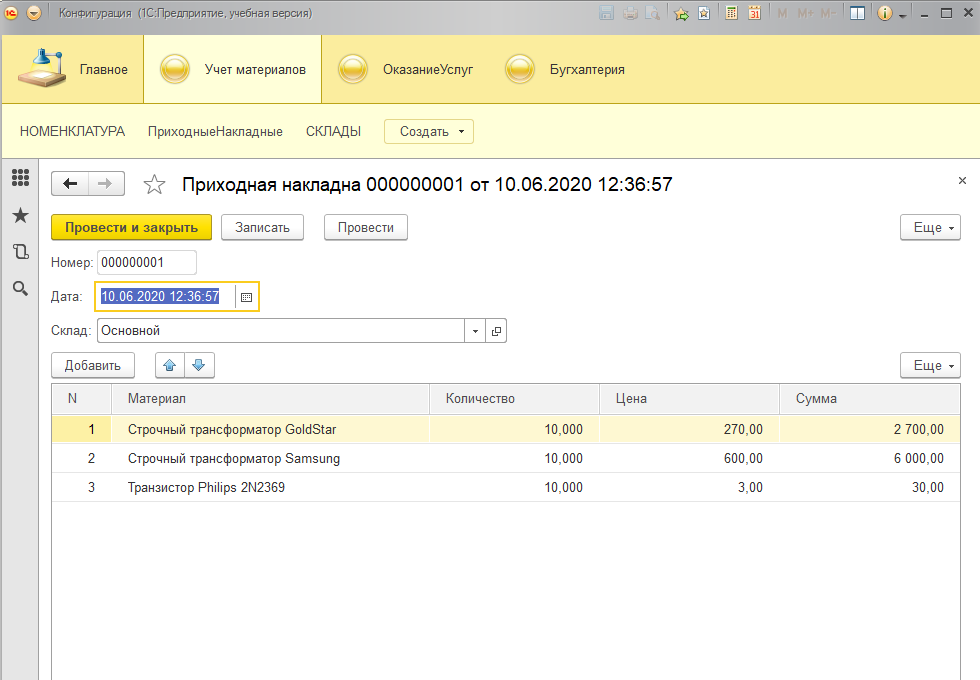 Конфигурация (1С:Предприятие, учебная версия) 31 M M+ M-
Главное Учет материалов ОказаниеУслуг Бугхалтерия
НОМЕНКЛАТУРА ПриходныеНакладные СКЛАДЫ Создать
Приходная накладна 000000001 от 10.06.2020 12:36:57
Провести и закрыть Записать Провести Еще
Номер: 000000001
Дата: 10.06.2020 12:36:57
Склад: Основной
Добавить Еще
N Материал Количество Цена Сумма
1 Строчный трансформатор GoldStar 10,000 270,00 2 700,00
2 Строчный трансформатор Samsung 10,000 600,00 6 000,00
3 Транзистор Philips 2N2369 10,000 3,00 30,00